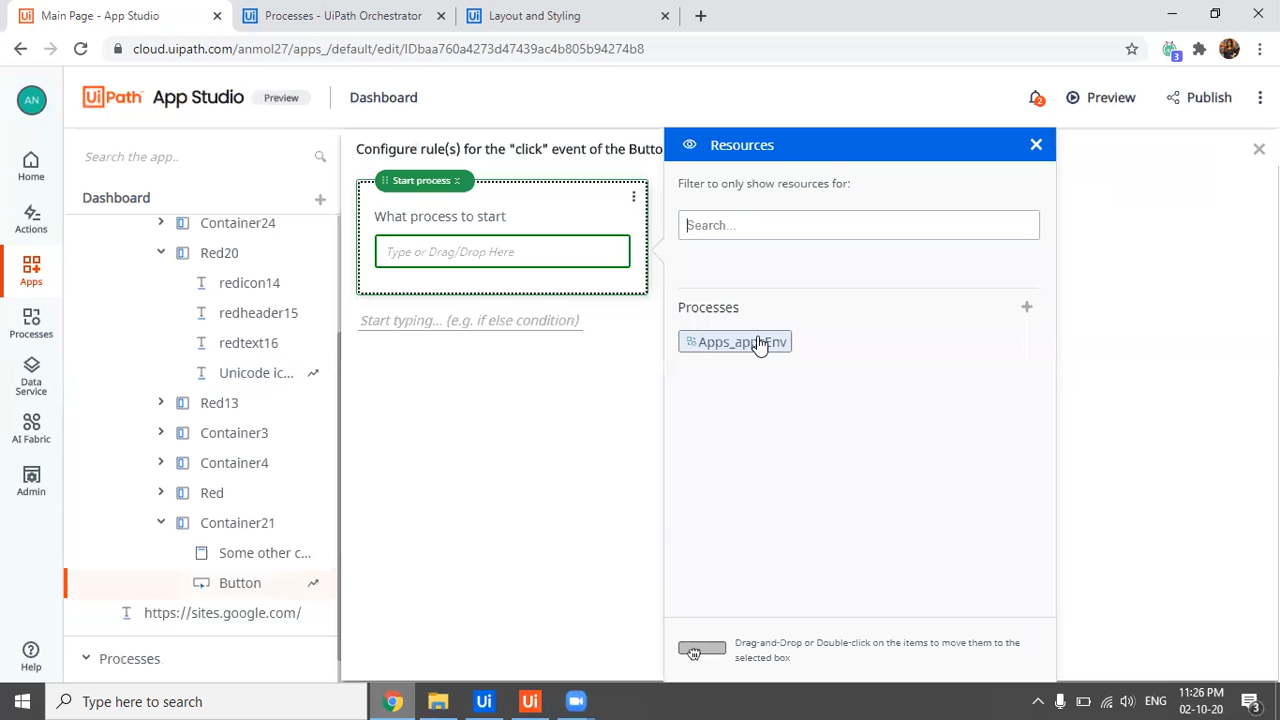 Main Page - App Studio
Processes - UiPath Orchestrator
Layout and Styling
cloud.uipath.com/anmol27/apps_/default/edit/IDbaa760a4273d47439ac4b805b94274b8
3
AN
UiPath App Studio
Preview
Dashboard
2
Preview
Publish
Search the app..
Dashboard
Home
Actions
Apps
Processes
Data Service
AI Fabric
Admin
Help
Container24
Red20
redicon14
redheader15
redtext16
Unicode ic...
Red13
Container3
Container4
Red
Container21
Some other c...
Button
https://sites.google.com/
Processes
Configure rule(s) for the "click" event of the Butto
Start process
What process to start
Type or Drag/Drop Here
Start typing... (e.g. if else condition)
Resources
Filter to only show resources for:
Search...
Processes
Drag-and-Drop or Double-click on the items to move them to the
selected box
Type here to search
Ui
Ui
ENG
11:26 PM
02-10-20
3